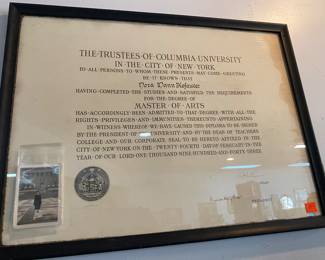 THE·TRUSTEES·OF·COLUMBIA·UNIVERSITY
IN·THE·CITY·OF·NEW·YORK
TO·ALL·PERSONS·TO·WHOM·THESE·PRESENTS·MAY·COME·GREETING
BE·IT·KNOWN·THAT
HAVING·COMPLETED·THE·STUDIES·AND·SATISFIED·THE·REQUIREMENTS
FOR·THE·DEGREE·OF
MASTER·OF·ARTS
HAS·ACCORDINGLY·BEEN·ADMITTED·TO·THAT·DEGREE·WITH·ALL·THE
RIGHTS·PRIVILEGES·AND·IMMUNITIES·THEREUNTO·APPERTAINING
IN·WITNESS·WHEREOF·WE·HAVE·CAUSED·THIS·DIPLOMA·TO·BE·SIGNED
BY·THE·PRESIDENT·OF·THE·UNIVERSITY·AND·BY·THE·DEAN·OF·TEACHERS
COLLEGE·AND·OUR·CORPORATE·SEAL·TO·BE·HERETO·AFFIXED·IN·THE
CITY·OF·NEW·YORK·ON·THE·TWENTY·FOURTH·DAY·OF·FEBRUARY·IN·THE
YEAR·OF·OUR·LORD·ONE·THOUSAND·NINE·HUNDRED·AND·FORTY·THREE